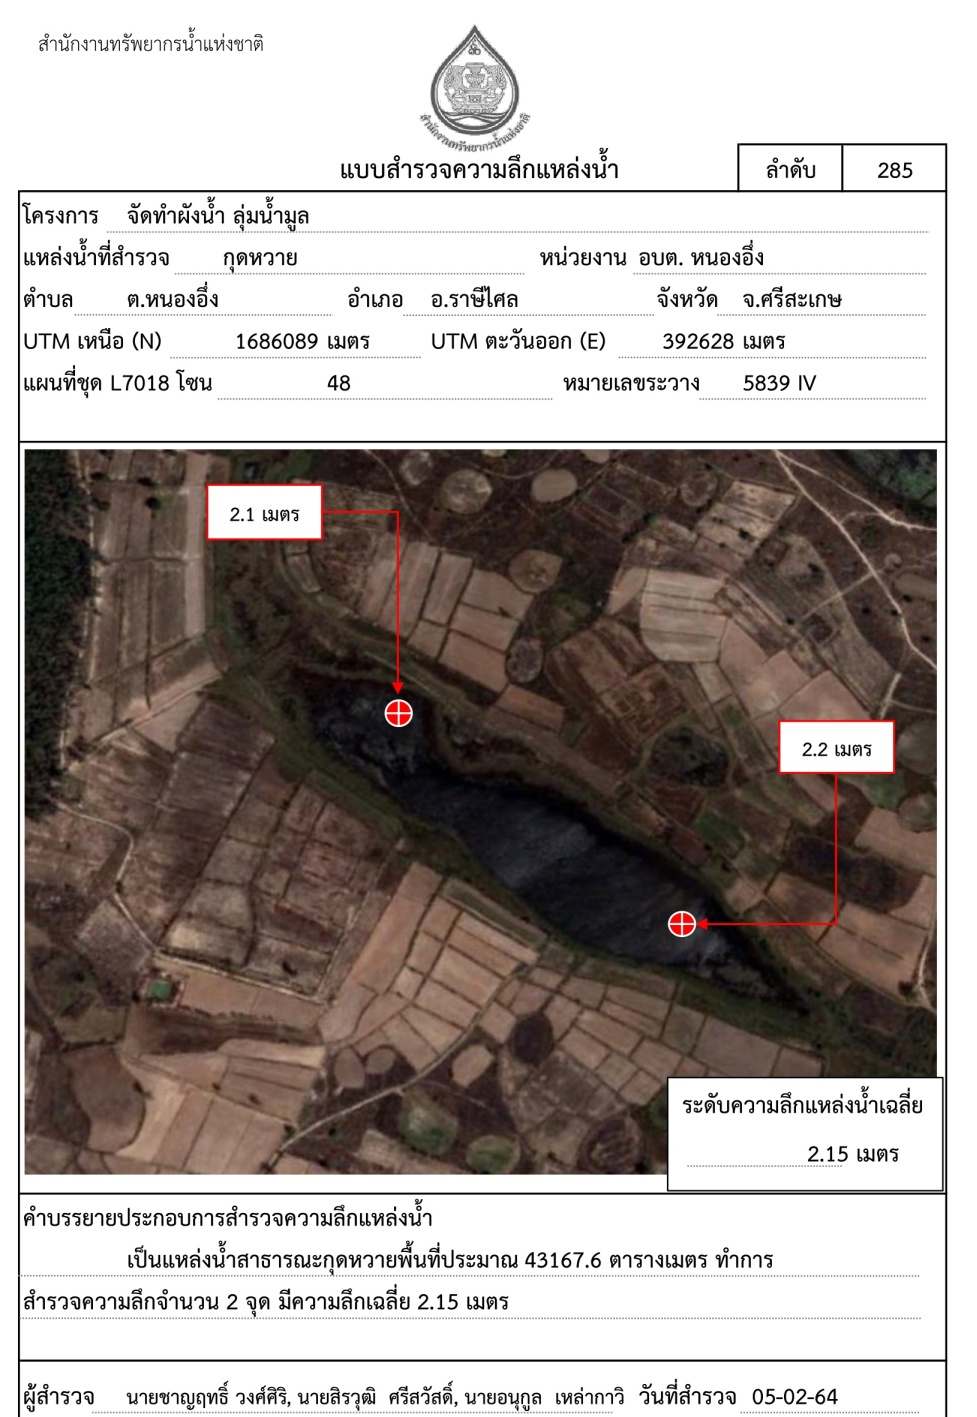 สำนักงานทรัพยากรน้ำแห่งชาติ
สำนักงานทรัพยากรน้ำแห่งชาติ
แบบสำรวจความลึกแหล่งน้ำ
ลำดับ 285
โครงการ จัดทำผังน้ำ ลุ่มน้ำมูล
แหล่งน้ำที่สำรวจ กุดหวาย หน่วยงาน อบต. หนองอึ่ง
ตำบล ต.หนองอึ่ง อำเภอ อ.ราษีไศล จังหวัด จ.ศรีสะเกษ
UTM เหนือ (N) 1686089 เมตร UTM ตะวันออก (E) 392628 เมตร
แผนที่ชุด L7018 โซน 48 หมายเลขระวาง 5839 IV
2.1 เมตร
2.2 เมตร
ระดับความลึกแหล่งน้ำเฉลี่ย
2.15 เมตร
คำบรรยายประกอบการสำรวจความลึกแหล่งน้ำ
เป็นแหล่งน้ำสาธารณะกุดหวายพื้นที่ประมาณ 43167.6 ตารางเมตร ทำการ
สำรวจความลึกจำนวน 2 จุด มีความลึกเฉลี่ย 2.15 เมตร
ผู้สำรวจ นายชาญฤทธิ์ วงศ์ศิริ, นายสิรวุฒิ ศรีสวัสดิ์, นายอนุกูล เหล่ากาวิ วันที่สำรวจ 05-02-64